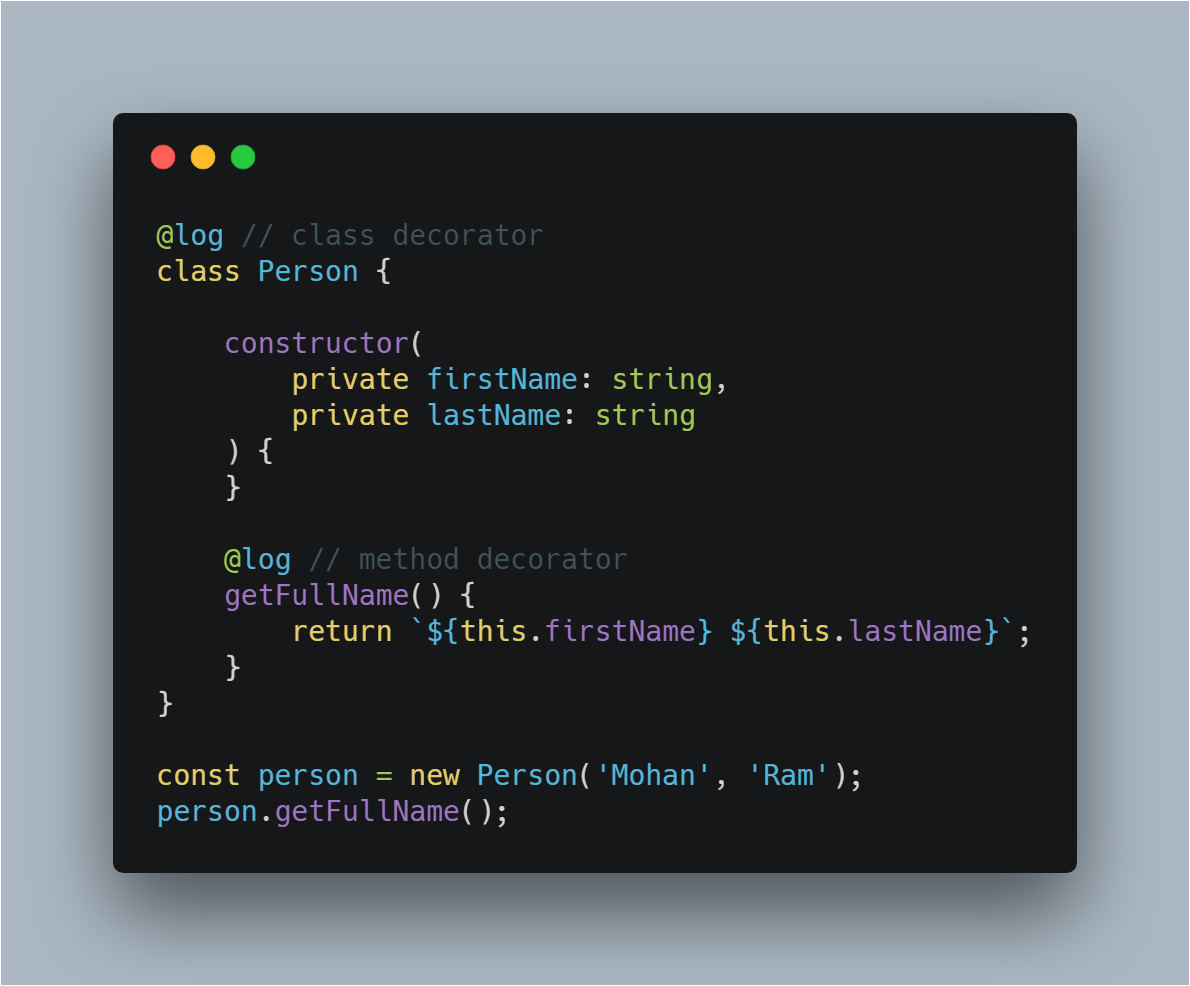 @log // class decorator
class Person {
    constructor(
        private firstName: string,
        private lastName: string
    ) {
    }
    @log // method decorator
    getFullName() {
        return `${this.firstName} ${this.lastName}`;
    }
}
const person = new Person('Mohan', 'Ram');
person.getFullName();